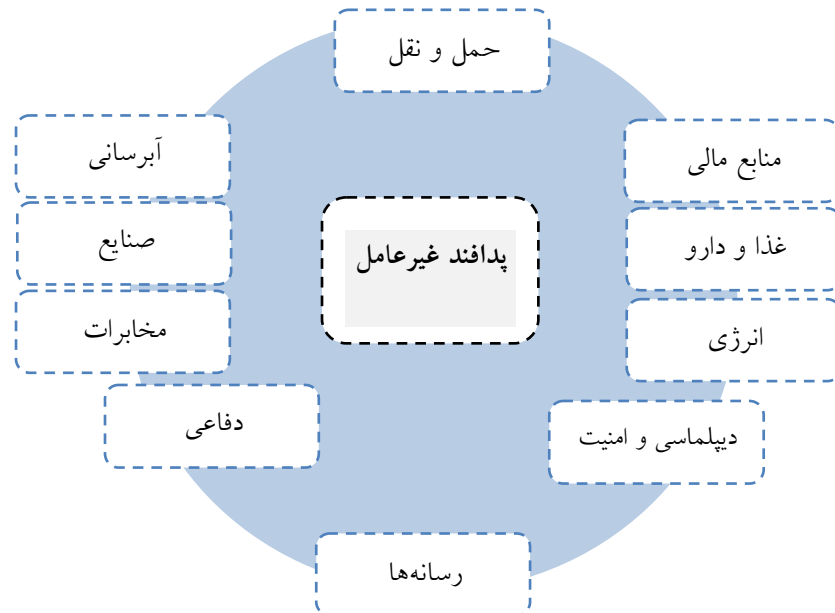 حمل و نقل
منابع مالی
آبرسانی
غذا و دارو
پدافند غیرعامل
صنایع
انرژی
مخابرات
دیپلماسی و امنیت
دفاعی
رسانه‌ها